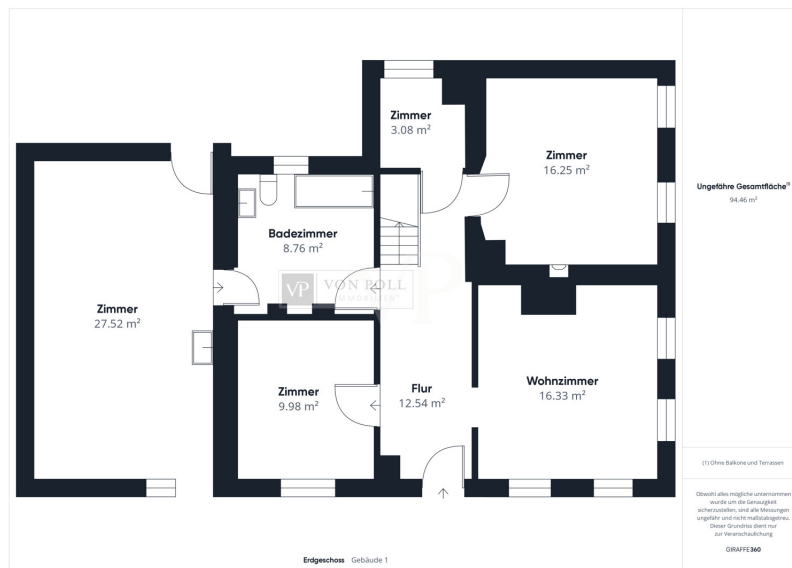 Zimmer
3.08 m²
Zimmer
16.25 m²
Ungefähre Gesamtfläche⁽¹⁾
94.46 m²
Badezimmer
8.76 m²
VP VON POLL
IMMOBILIEN
VP
Zimmer
27.52 m²
Zimmer
9.98 m²
Flur
12.54 m²
Wohnzimmer
16.33 m²
(1) Ohne Balkone und Terrassen
Obwohl alles mögliche unternommen
wurde um die Genauigkeit
sicherzustellen, sind alle Messungen
ungefähr und nicht maßstabsgetreu.
Dieser Grundriss dient nur
zur Veranschaulichung
GIRAFFE360
Erdgeschoss Gebäude 1